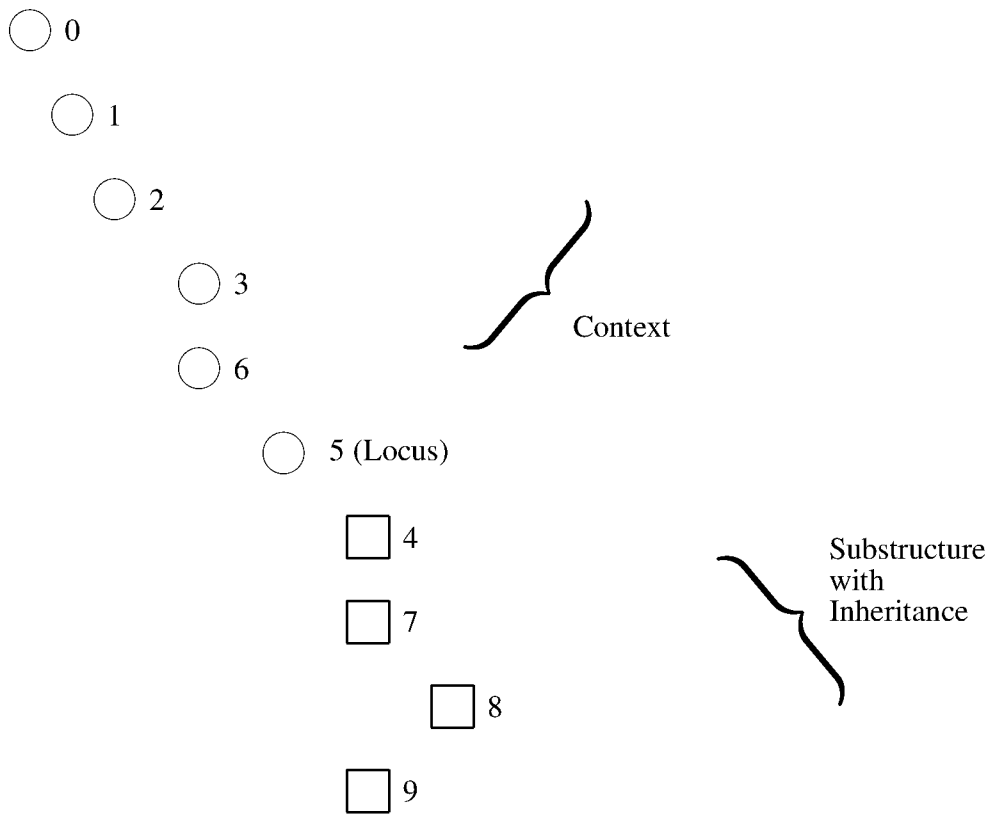 0
1
2
3
Context
6
5 (Locus)
4
Substructure
with
Inheritance
7
8
9